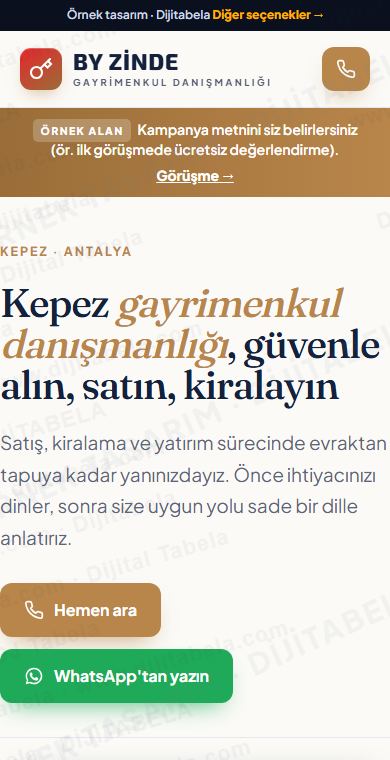 Örnek tasarım · Dijitabela Diğer seçenekler →
BY ZİNDE
GAYRİMENKUL DANIŞMANLIĞI
ÖRNEK ALAN Kampanya metnini siz belirlersiniz
(ör. ilk görüşmede ücretsiz değerlendirme).
Görüşme →
KEPEZ · ANTALYA
Kepez gayrimenkul
danışmanlığı, güvenle
alın, satın, kiralayın
Satış, kiralama ve yatırım sürecinde evraktan
tapuya kadar yanınızdayız. Önce ihtiyacınızı
dinler, sonra size uygun yolu sade bir dille
anlatırız.
Hemen ara
WhatsApp'tan yazın